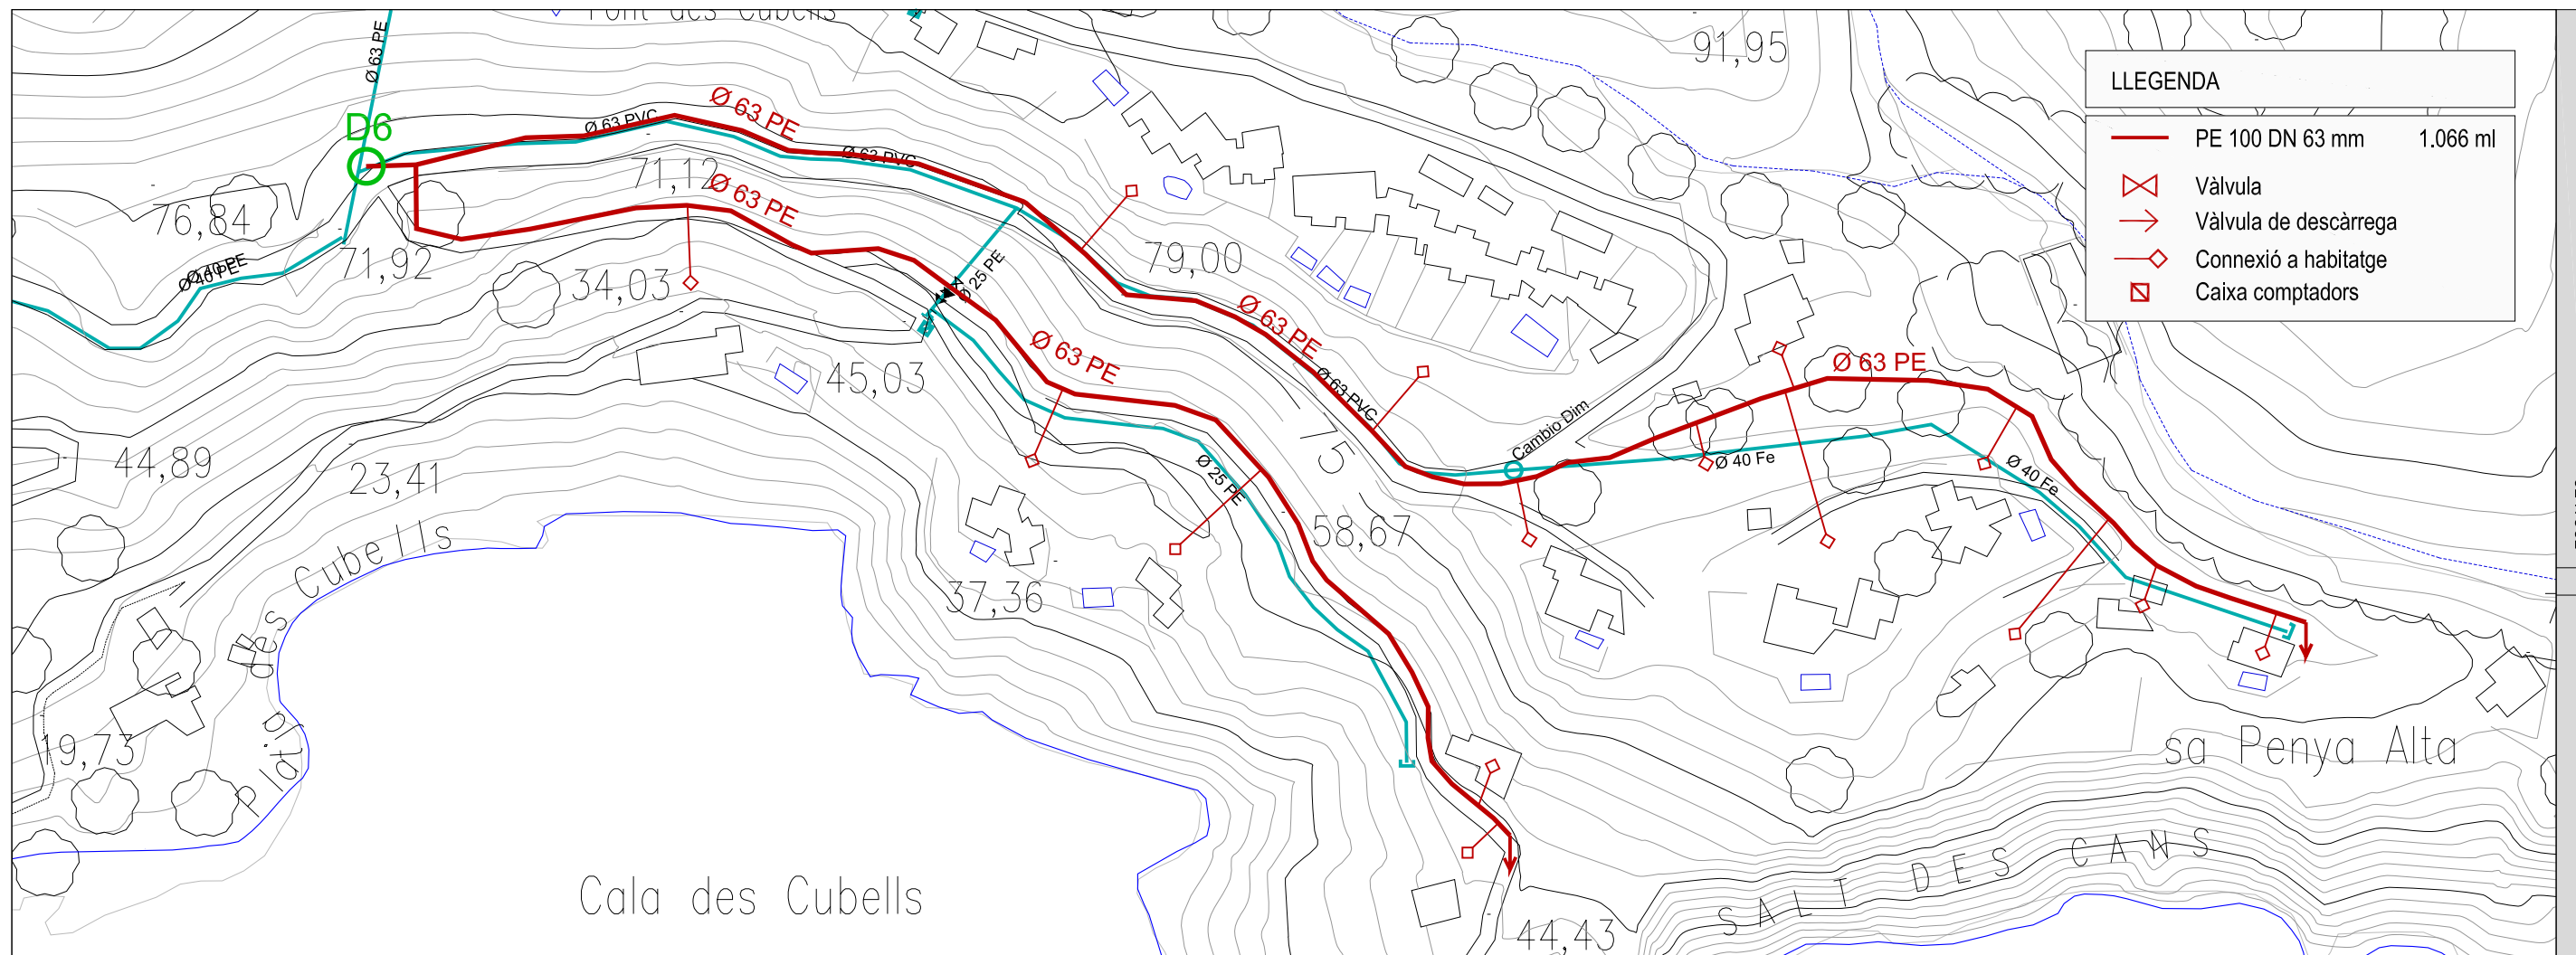 Font des Cubells
91,95
LLEGENDA
PE 100 DN 63 mm 1.066 ml
Vàlvula
Vàlvula de descàrrega
Connexió a habitatge
Caixa comptadors
Ø 63 PE
D6
Ø 63 PVC
Ø 63 PE
Ø 63 PVC
71,12
Ø 63 PE
76,84
71,92
Ø 40 PE
Ø 40 PE
34,03
Ø 25 PE
79,00
Ø 63 PE
Ø 63 PE
45,03
Ø 63 PVC
Ø 63 PE
Cambio Dim
75
Ø 40 Fe
Ø 40 Fe
44,89
23,41
Ø 25 PE
58,67
37,36
Platja des Cubells
19,73
sa Penya Alta
Cala des Cubells
SALT DES CANS
44,43